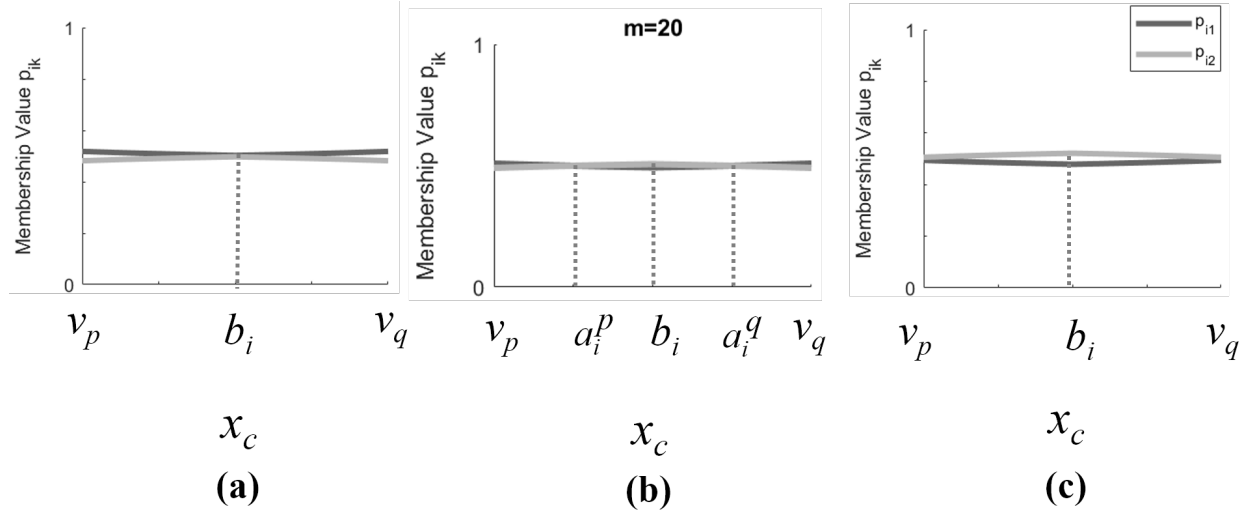 1
Membership Value p_ik
0
v_p b_i v_q
x_c
(a)
m=20
1
Membership Value p_ik
0
v_p a_i^p b_i a_i^q v_q
x_c
(b)
1
p_i1
p_i2
Membership Value p_ik
0
v_p b_i v_q
x_c
(c)